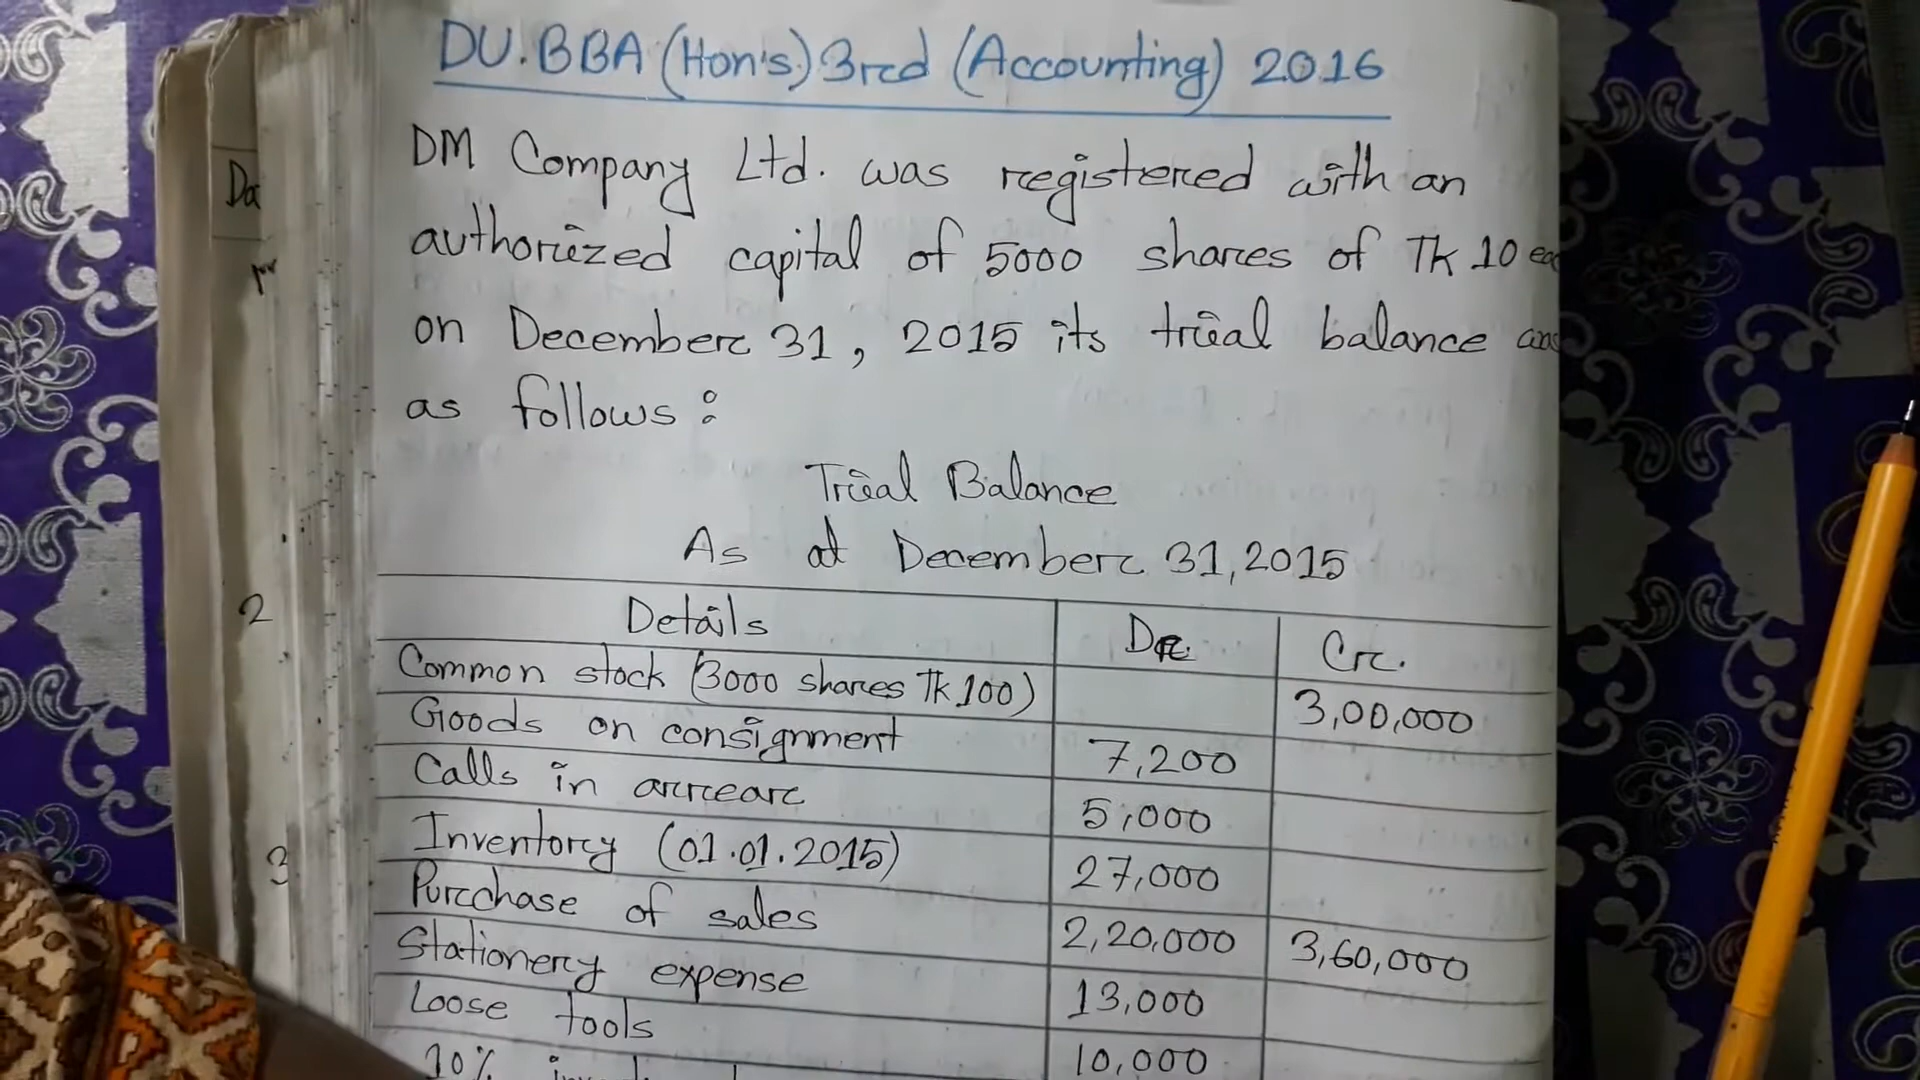 DU.BBA (Hon's) 3rd (Accounting) 2016
DM Company Ltd. was registered with an
authorized capital of 5000 shares of Tk 10
on December 31, 2015 its trial balance
as follows:
Trial Balance
As at December 31, 2015
Details Dr. Cr.
Common stock (3000 shares Tk 100) 3,00,000
Goods on consignment 7,200
Calls in arrear 5,000
Inventory (01.01.2015) 27,000
Purchase of sales 2,20,000 3,60,000
Stationery expense 13,000
Loose tools 10,000
10%
Da
2
3